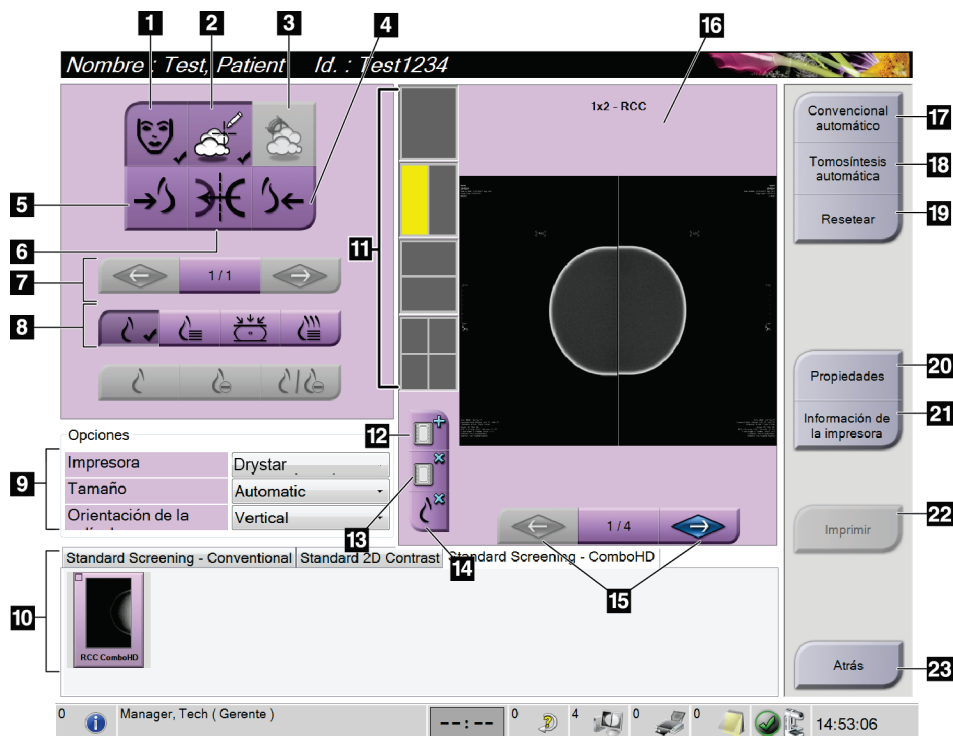 1
2
3
4
16
Nombre : Test, Patient Id. : Test1234
1x2 - RCC
Convencional
automático
17
Tomosíntesis
automática
18
Resetear
19
5
6
11
7
1/1
8
Propiedades
20
Información de
la impresora
21
Opciones
12
9
Impresora
Drystar
Tamaño
Automatic
Orientación de la
Vertical
13
14
1/4
15
Imprimir
22
10
Standard Screening - Conventional
Standard 2D Contrast
Standard Screening - ComboHD
RCC ComboHD
Atrás
23
0
Manager, Tech ( Gerente )
--:--
0
4
0
0
14:53:06